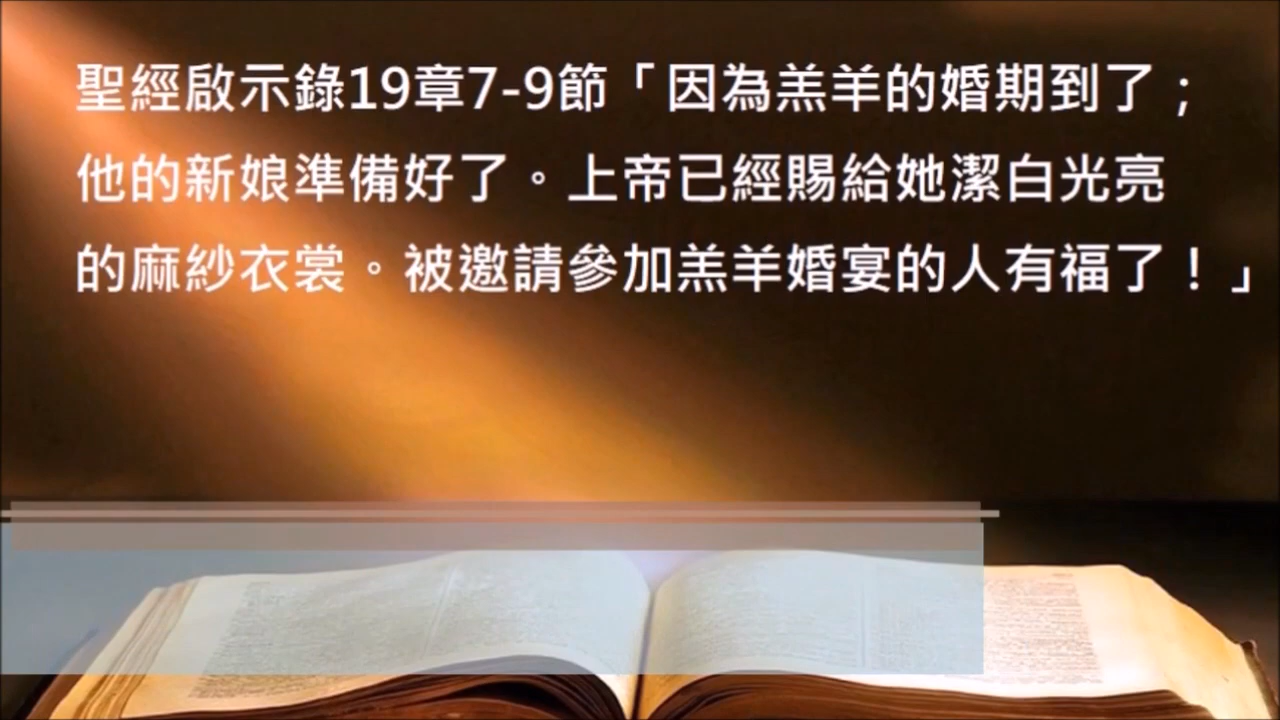 聖經啟示錄19章7-9節「因為羔羊的婚期到了；
他的新娘準備好了。上帝已經賜給她潔白光亮
的麻紗衣裳。被邀請參加羔羊婚宴的人有福了！」